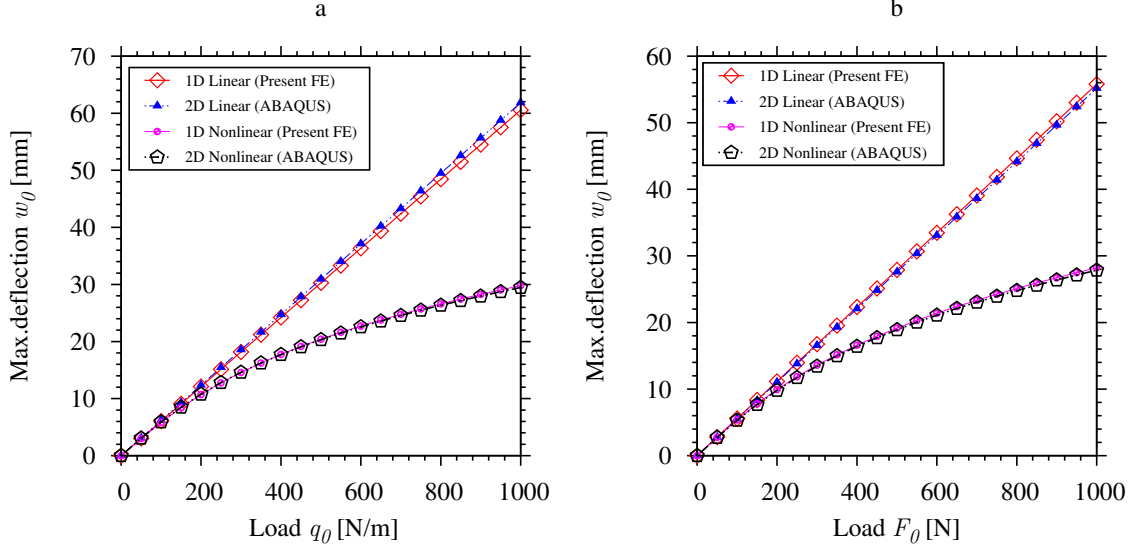 a
70
60
50
40
30
20
10
0
Max.deflection w0 [mm]
1D Linear (Present FE)
2D Linear (ABAQUS)
1D Nonlinear (Present FE)
2D Nonlinear (ABAQUS)
0 200 400 600 800 1000
Load q0 [N/m]
b
60
50
40
30
20
10
0
Max.deflection w0 [mm]
1D Linear (Present FE)
2D Linear (ABAQUS)
1D Nonlinear (Present FE)
2D Nonlinear (ABAQUS)
0 200 400 600 800 1000
Load F0 [N]